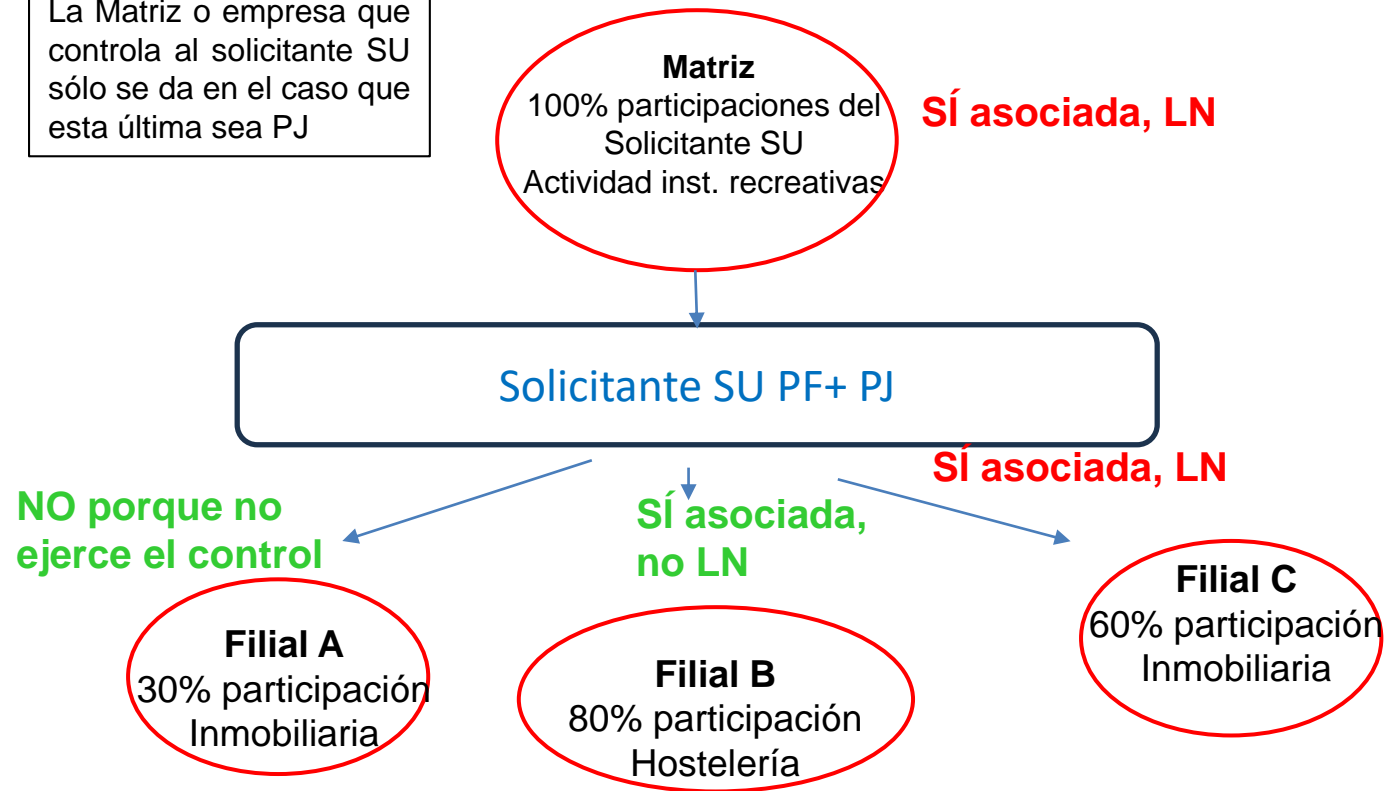 La Matriz o empresa que
controla al solicitante SU
sólo se da en el caso que
esta última sea PJ
Matriz
100% participaciones del
Solicitante SU
Actividad inst. recreativas
SÍ asociada, LN
Solicitante SU PF+ PJ
SÍ asociada, LN
NO porque no
ejerce el control
SÍ asociada,
no LN
Filial A
30% participación
Inmobiliaria
Filial B
80% participación
Hostelería
Filial C
60% participación
Inmobiliaria